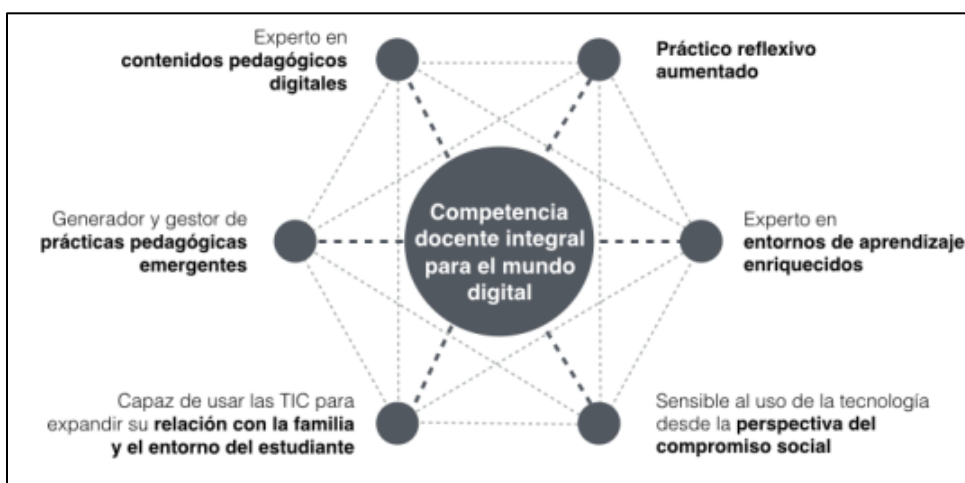 Experto en
contenidos pedagógicos
digitales
Práctico reflexivo
aumentado
Generador y gestor de
prácticas pedagógicas
emergentes
Competencia
docente integral
para el mundo
digital
Experto en
entornos de aprendizaje
enriquecidos
Capaz de usar las TIC para
expandir su relación con la familia
y el entorno del estudiante
Sensible al uso de la tecnología
desde la perspectiva del
compromiso social